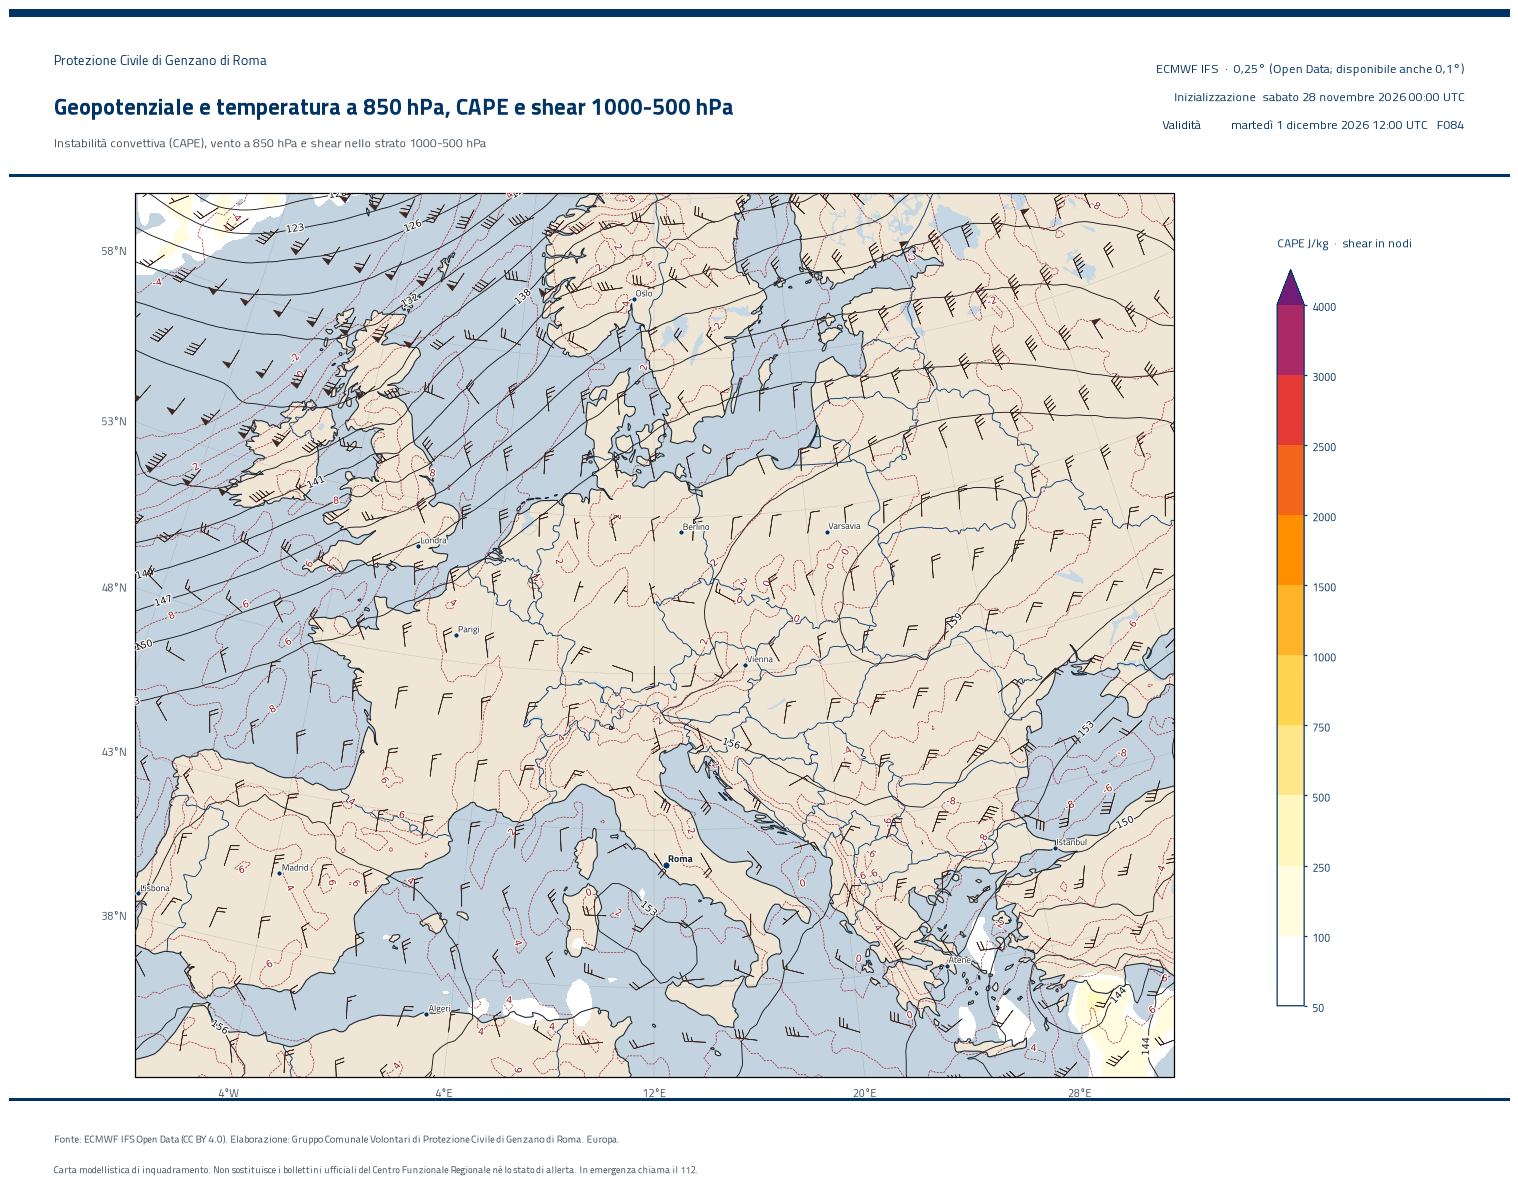 Protezione Civile di Genzano di Roma
Geopotenziale e temperatura a 850 hPa, CAPE e shear 1000-500 hPa
Instabilità convettiva (CAPE), vento a 850 hPa e shear nello strato 1000-500 hPa
ECMWF IFS · 0,25° (Open Data; disponibile anche 0,1°)
Inizializzazione sabato 28 novembre 2026 00:00 UTC
Validità martedì 1 dicembre 2026 12:00 UTC F084
CAPE J/kg · shear in nodi
4000
3000
2500
2000
1500
1000
750
500
250
100
50
58°N
53°N
48°N
43°N
38°N
4°W
4°E
12°E
20°E
28°E
123
126
132
138
141
147
150
153
156
159
156
153
150
153
144
144
Oslo
Londra
Berlino
Varsavia
Parigi
Vienna
Madrid
Lisbona
Roma
Istanbul
Atene
Algeri
Fonte: ECMWF IFS Open Data (CC BY 4.0). Elaborazione: Gruppo Comunale Volontari di Protezione Civile di Genzano di Roma. Europa.
Carta modellistica di inquadramento. Non sostituisce i bollettini ufficiali del Centro Funzionale Regionale né lo stato di allerta. In emergenza chiama il 112.